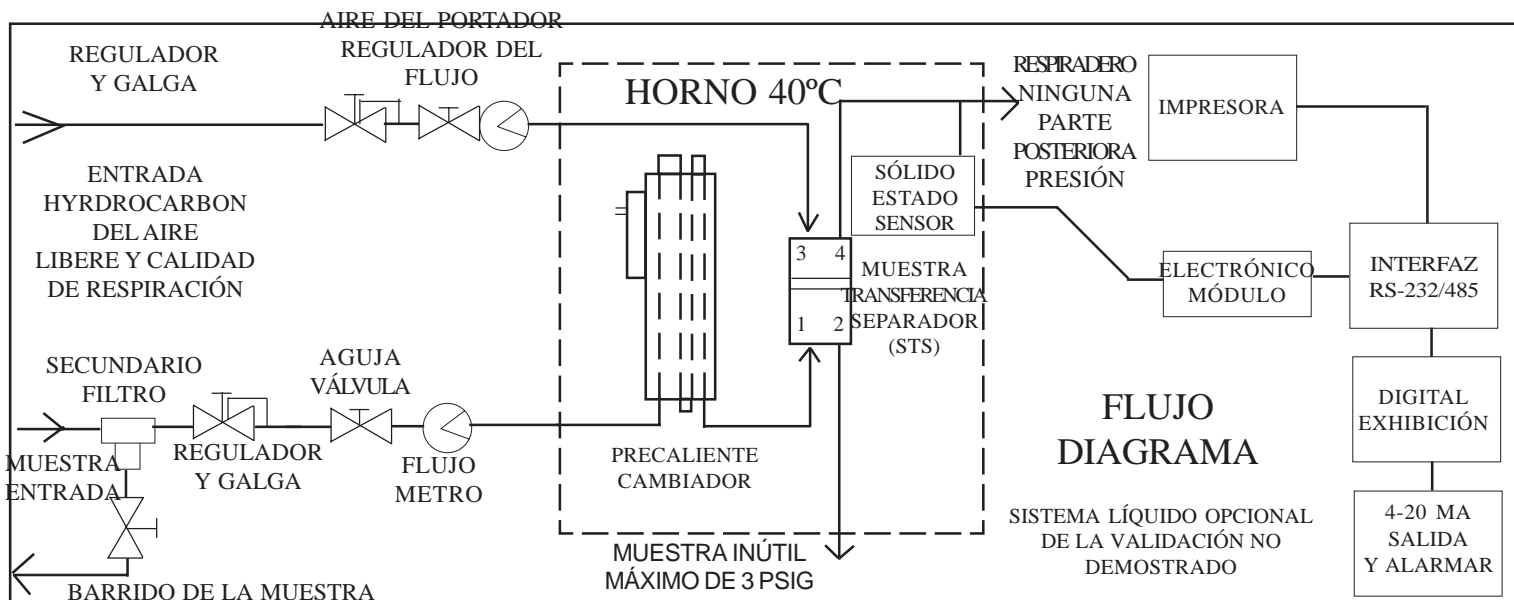 REGULADOR
Y GALGA
AIRE DEL PORTADOR
REGULADOR DEL
FLUJO
HORNO 40ºC
RESPIRADERO
NINGUNA
PARTE
POSTERIORA
PRESIÓN
IMPRESORA
ENTRADA
HYRDROCARBON
DEL AIRE
LIBERE Y CALIDAD
DE RESPIRACIÓN
SÓLIDO
ESTADO
SENSOR
3 4
1 2
MUESTRA
TRANSFERENCIA
SEPARADOR
(STS)
ELECTRÓNICO
MÓDULO
INTERFAZ
RS-232/485
SECUNDARIO
FILTRO
AGUJA
VÁLVULA
MUESTRA
ENTRADA
REGULADOR
Y GALGA
FLUJO
METRO
PRECALIENTE
CAMBIADOR
FLUJO
DIAGRAMA
DIGITAL
EXHIBICIÓN
SISTEMA LÍQUIDO OPCIONAL
DE LA VALIDACIÓN NO
DEMOSTRADO
4-20 MA
SALIDA
Y ALARMAR
MUESTRA INÚTIL
MÁXIMO DE 3 PSIG
BARRIDO DE LA MUESTRA